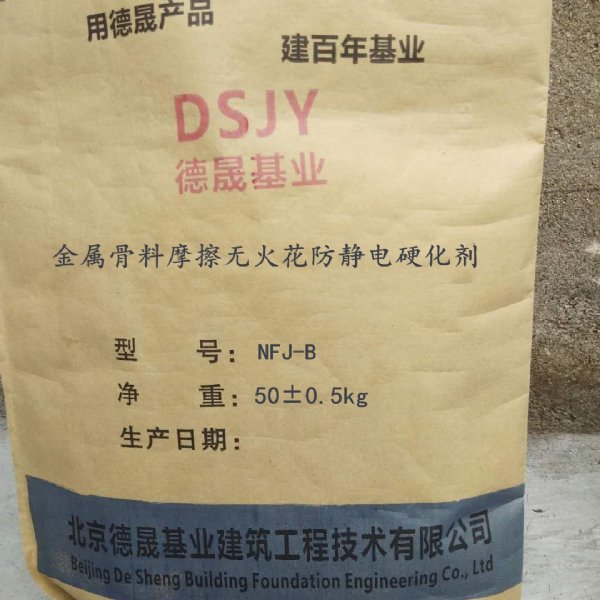 用德晟产品
建百年基业
DSJY
德晟基业
金属骨料摩擦无火花防静电硬化剂
型 号: NFJ-B
净 重: 50±0.5kg
生产日期:
北京德晟基业建筑工程技术有限公司
Beijing De Sheng Building Foundation Engineering Co., Ltd